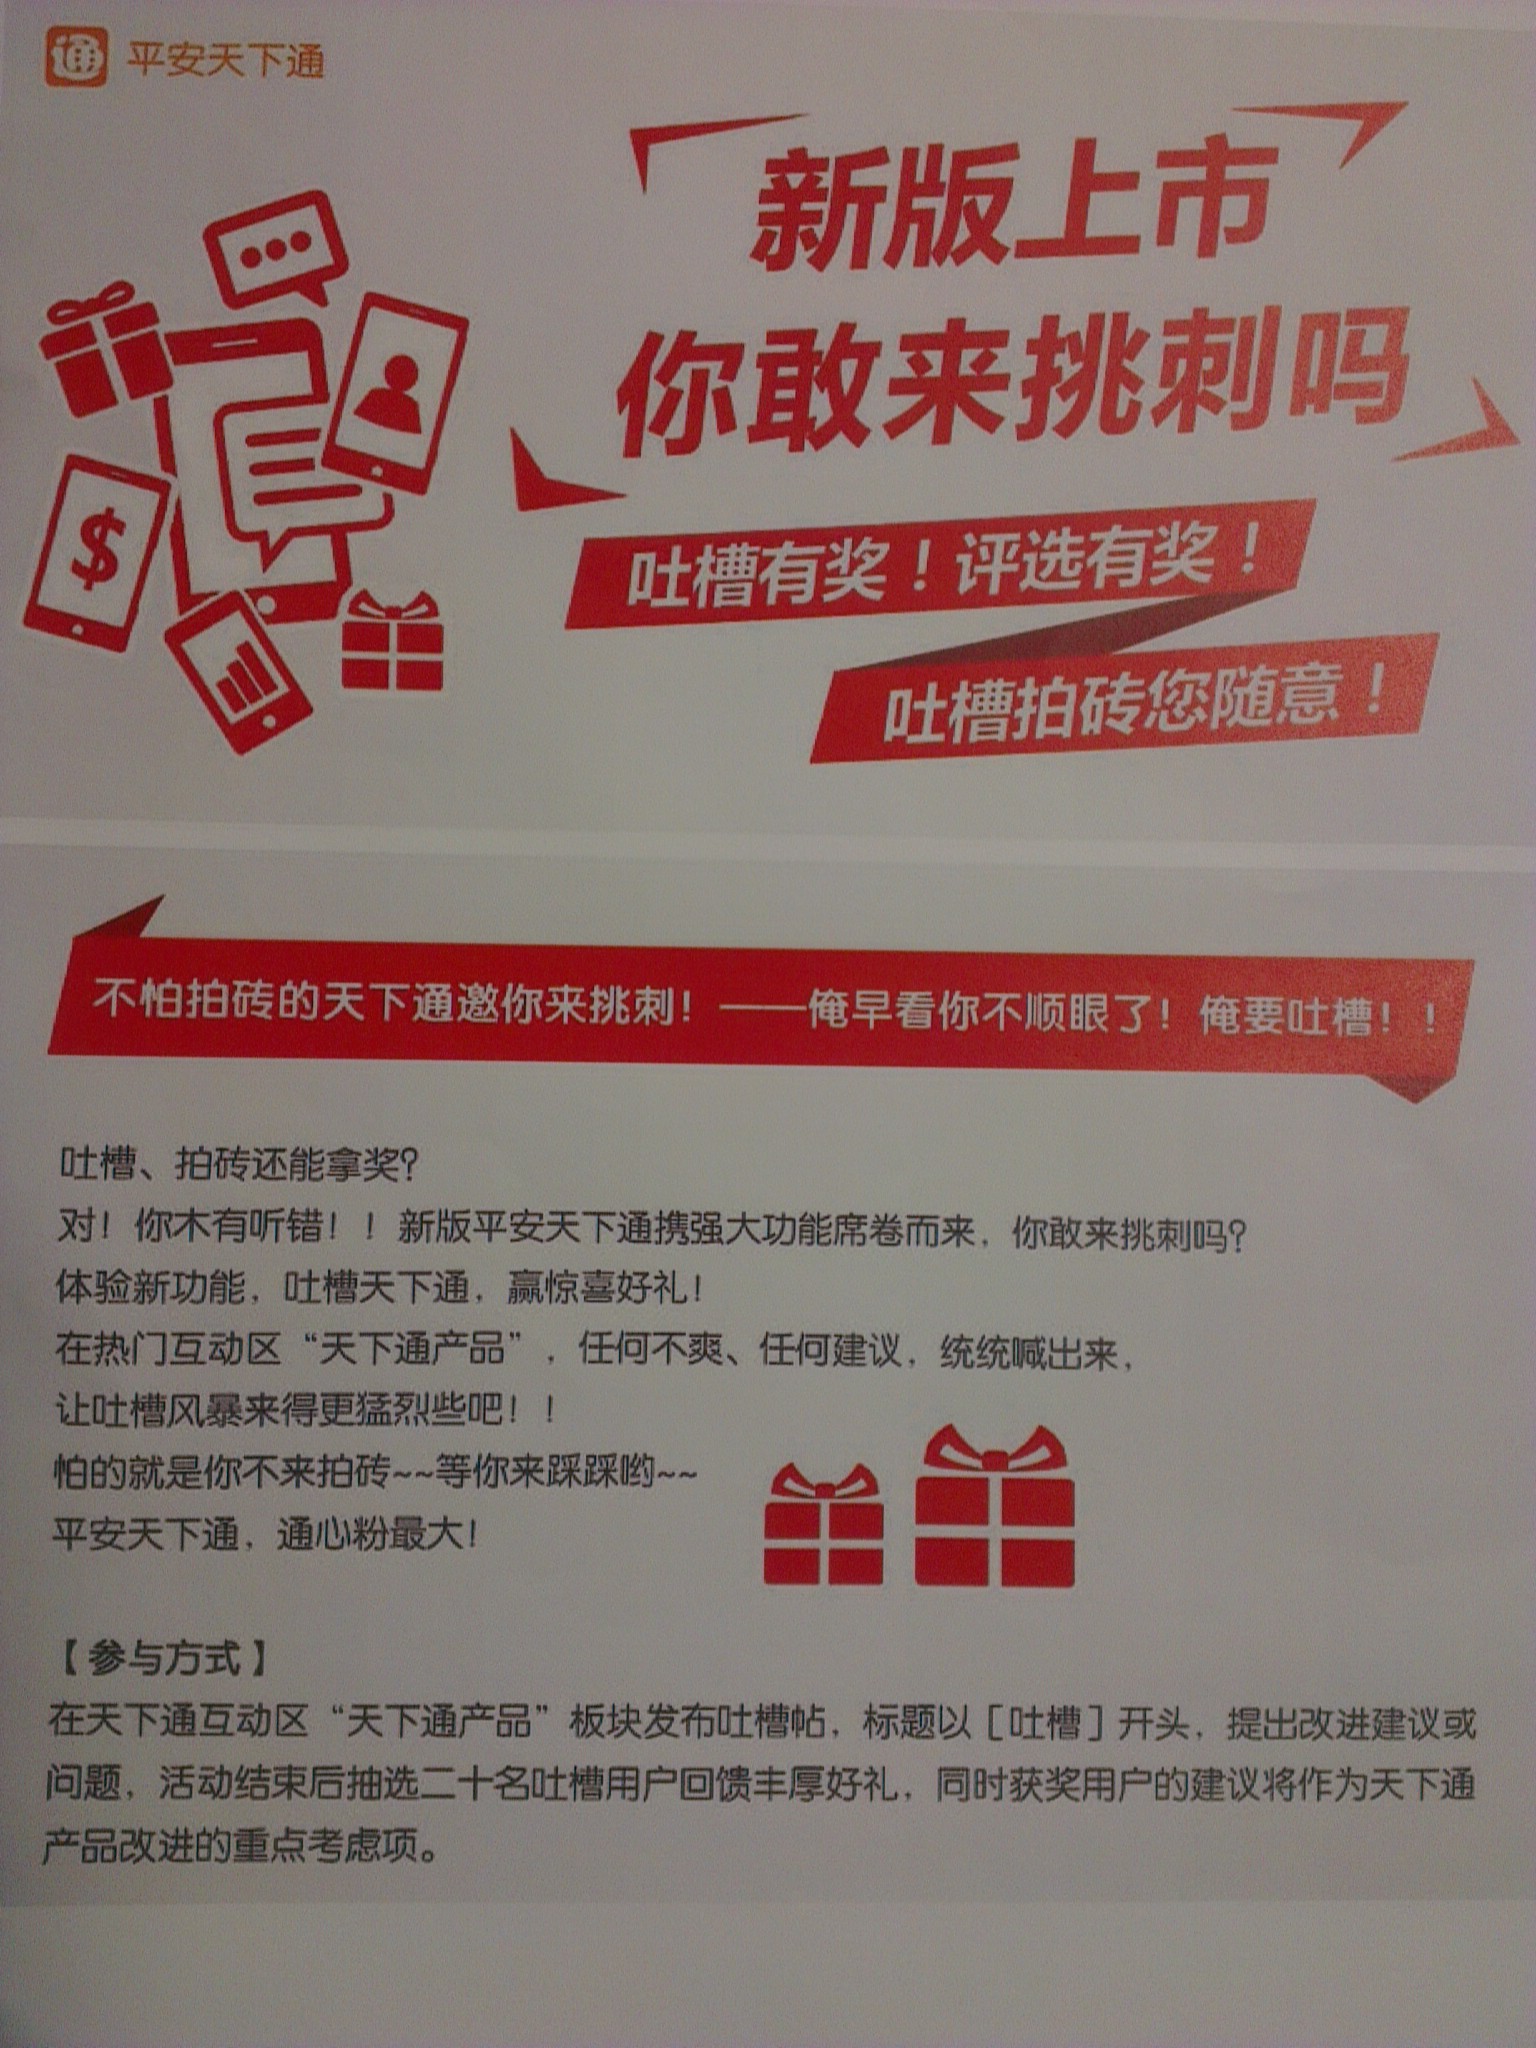 通 平安天下通
新版上市
你敢来挑刺吗
吐槽有奖！评选有奖！
吐槽拍砖您随意！
$
不怕拍砖的天下通邀你来挑刺！——俺早看你不顺眼了！俺要吐槽！！
吐槽、拍砖还能拿奖？
对！你木有听错！！新版平安天下通携强大功能席卷而来，你敢来挑刺吗？
体验新功能，吐槽天下通，赢惊喜好礼！
在热门互动区“天下通产品”，任何不爽、任何建议，统统喊出来，
让吐槽风暴来得更猛烈些吧！！
怕的就是你不来拍砖~~等你来踩踩哟~~
平安天下通，通心粉最大！
【参与方式】
在天下通互动区“天下通产品”板块发布吐槽帖，标题以［吐槽］开头，提出改进建议或
问题，活动结束后抽选二十名吐槽用户回馈丰厚好礼，同时获奖用户的建议将作为天下通
产品改进的重点考虑项。